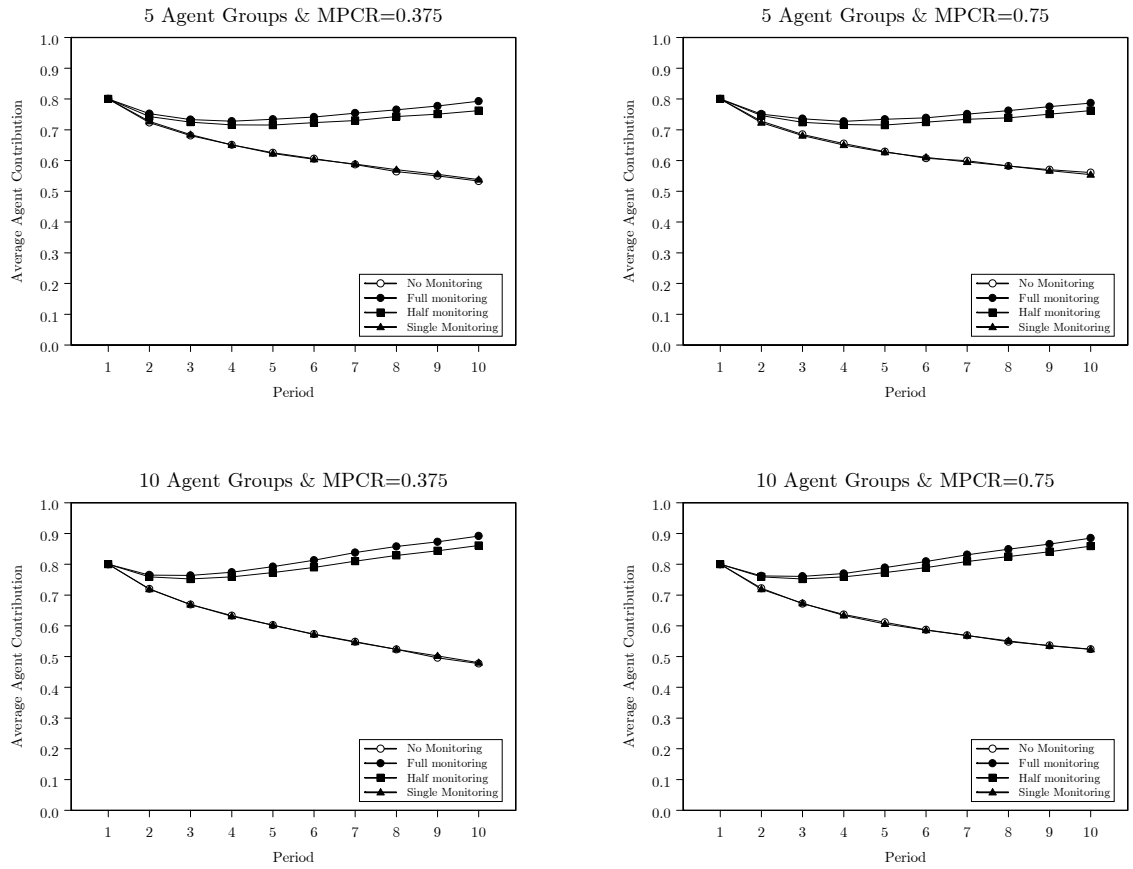 5 Agent Groups & MPCR=0.375
1.0
0.9
0.8
0.7
0.6
0.5
0.4
0.3
0.2
0.1
0.0
Average Agent Contribution
No Monitoring
Full monitoring
Half monitoring
Single Monitoring
1 2 3 4 5 6 7 8 9 10
Period
5 Agent Groups & MPCR=0.75
1.0
0.9
0.8
0.7
0.6
0.5
0.4
0.3
0.2
0.1
0.0
Average Agent Contribution
No Monitoring
Full monitoring
Half monitoring
Single Monitoring
1 2 3 4 5 6 7 8 9 10
Period
10 Agent Groups & MPCR=0.375
1.0
0.9
0.8
0.7
0.6
0.5
0.4
0.3
0.2
0.1
0.0
Average Agent Contribution
No Monitoring
Full monitoring
Half monitoring
Single Monitoring
1 2 3 4 5 6 7 8 9 10
Period
10 Agent Groups & MPCR=0.75
1.0
0.9
0.8
0.7
0.6
0.5
0.4
0.3
0.2
0.1
0.0
Average Agent Contribution
No Monitoring
Full monitoring
Half monitoring
Single Monitoring
1 2 3 4 5 6 7 8 9 10
Period